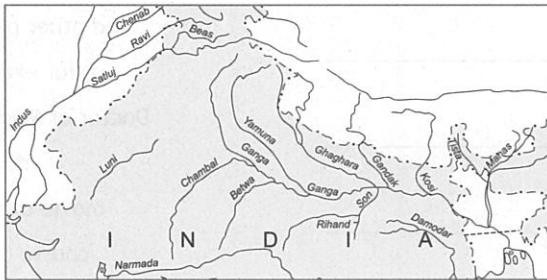 Chenab
Ravi
Beas
Satluj
Indus
Luni
Chambal
Betwa
Yamuna
Ganga
Ghaghara
Gandak
Kosi
Tista
Mahas
Ganga
Son
Rihand
Damodar
I N D I A
Narmada